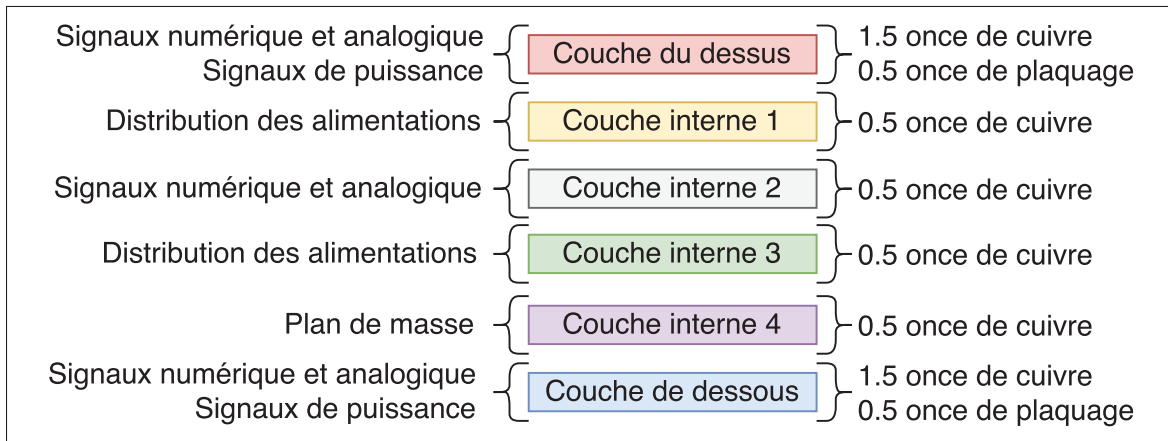 Signaux numérique et analogique
Signaux de puissance
Couche du dessus
1.5 once de cuivre
0.5 once de plaquage
Distribution des alimentations
Couche interne 1
0.5 once de cuivre
Signaux numérique et analogique
Couche interne 2
0.5 once de cuivre
Distribution des alimentations
Couche interne 3
0.5 once de cuivre
Plan de masse
Couche interne 4
0.5 once de cuivre
Signaux numérique et analogique
Signaux de puissance
Couche de dessous
1.5 once de cuivre
0.5 once de plaquage